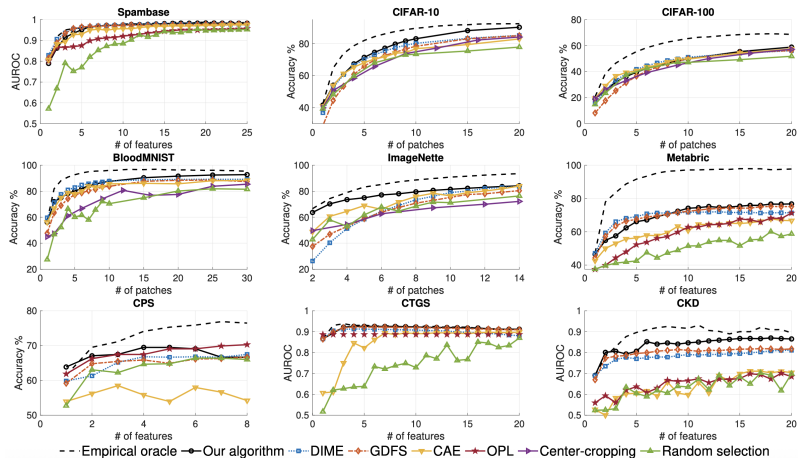 Spambase
AUROC
1
0.9
0.8
0.7
0.6
0.5
0 5 10 15 20 25
# of features
CIFAR-10
Accuracy %
80
60
40
0 5 10 15 20
# of patches
CIFAR-100
Accuracy %
80
60
40
20
0
0 5 10 15 20
# of patches
BloodMNIST
Accuracy %
100
80
60
40
20
0 5 10 15 20 25 30
# of patches
ImageNette
Accuracy %
100
80
60
40
20
2 4 6 8 10 12 14
# of patches
Metabric
Accuracy %
100
80
60
40
0 5 10 15 20
# of features
CPS
Accuracy %
80
70
60
50
0 2 4 6 8
# of features
CTGS
AUROC
1
0.9
0.8
0.7
0.6
0.5
0 5 10 15 20
# of features
CKD
AUROC
1
0.9
0.8
0.7
0.6
0.5
0 5 10 15 20
# of features
Empirical oracle Our algorithm DIME GDFS CAE OPL Center-cropping Random selection